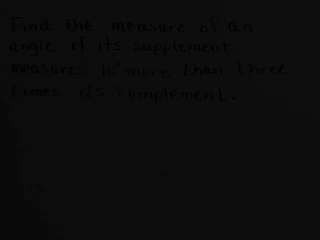 Find the measure of an
angle if its supplement
measures 10° more than three
times its complement.